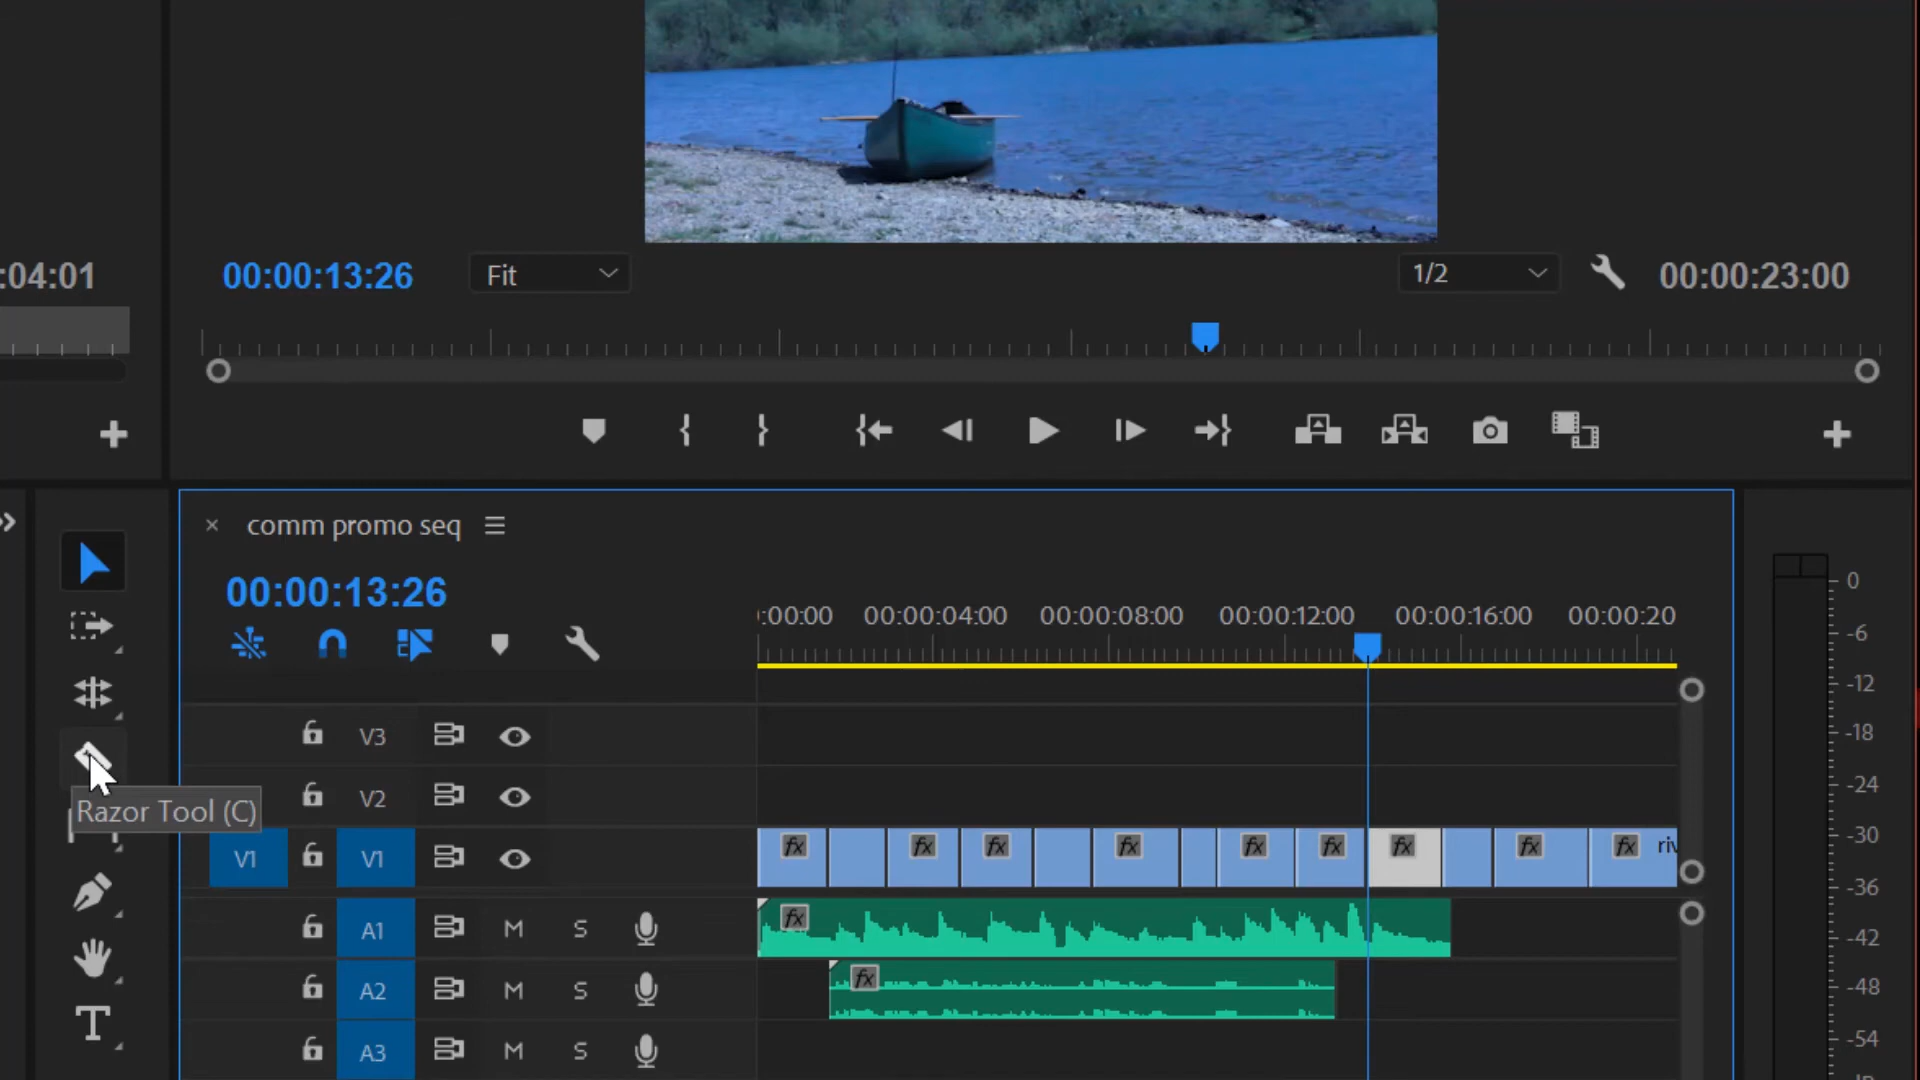 :04:01
00:00:13:26
Fit
1/2
00:00:23:00
comm promo seq
00:00:13:26
:00:00
00:00:04:00
00:00:08:00
00:00:12:00
00:00:16:00
00:00:20
V3
V2
Razor Tool (C)
V1
V1
fx
fx
fx
fx
fx
fx
fx
fx
fx
riv
A1
M
S
fx
A2
M
S
fx
A3
M
S
0
-6
-12
-18
-24
-30
-36
-42
-48
-54